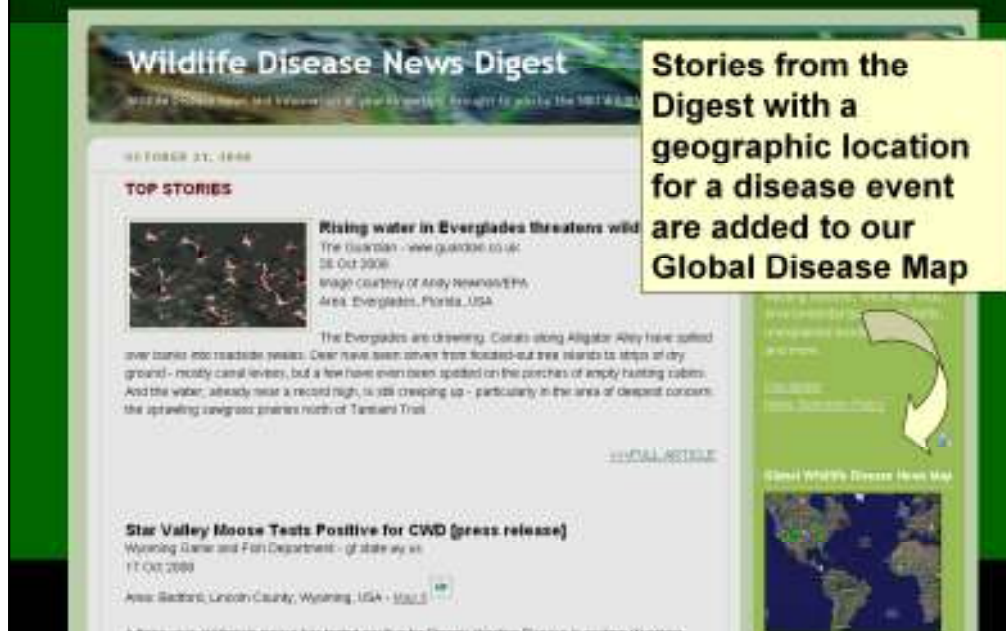 Wildlife Disease News Digest
Stories from the
Digest with a
geographic location
for a disease event
are added to our
Global Disease Map
OCTOBER 21, 2008
TOP STORIES
Rising water in Everglades threatens wild
The Guardian - www.guardian.co.uk
20 Oct 2008
Image courtesy of Andy Newman/EPA
Area: Everglades, Florida, USA
The Everglades are drowning. Canals along Alligator Alley have spilled
over banks into roadside swales. Deer have been driven from flooded-out tree islands to strips of dry
ground - mostly canal levees, but a few have even been spotted on the porches of empty hunting cabins.
And the water, already near a record high, is still creeping up - particularly in the area of deepest concern:
the sprawling sawgrass prairies north of Tamiami Trail.
>>>FULL ARTICLE
Global Wildlife Disease News Map
Star Valley Moose Tests Positive for CWD [press release]
Wyoming Game and Fish Department - gf.state.wy.us
17 Oct 2008
Area: Bedford, Lincoln County, Wyoming, USA - Map It